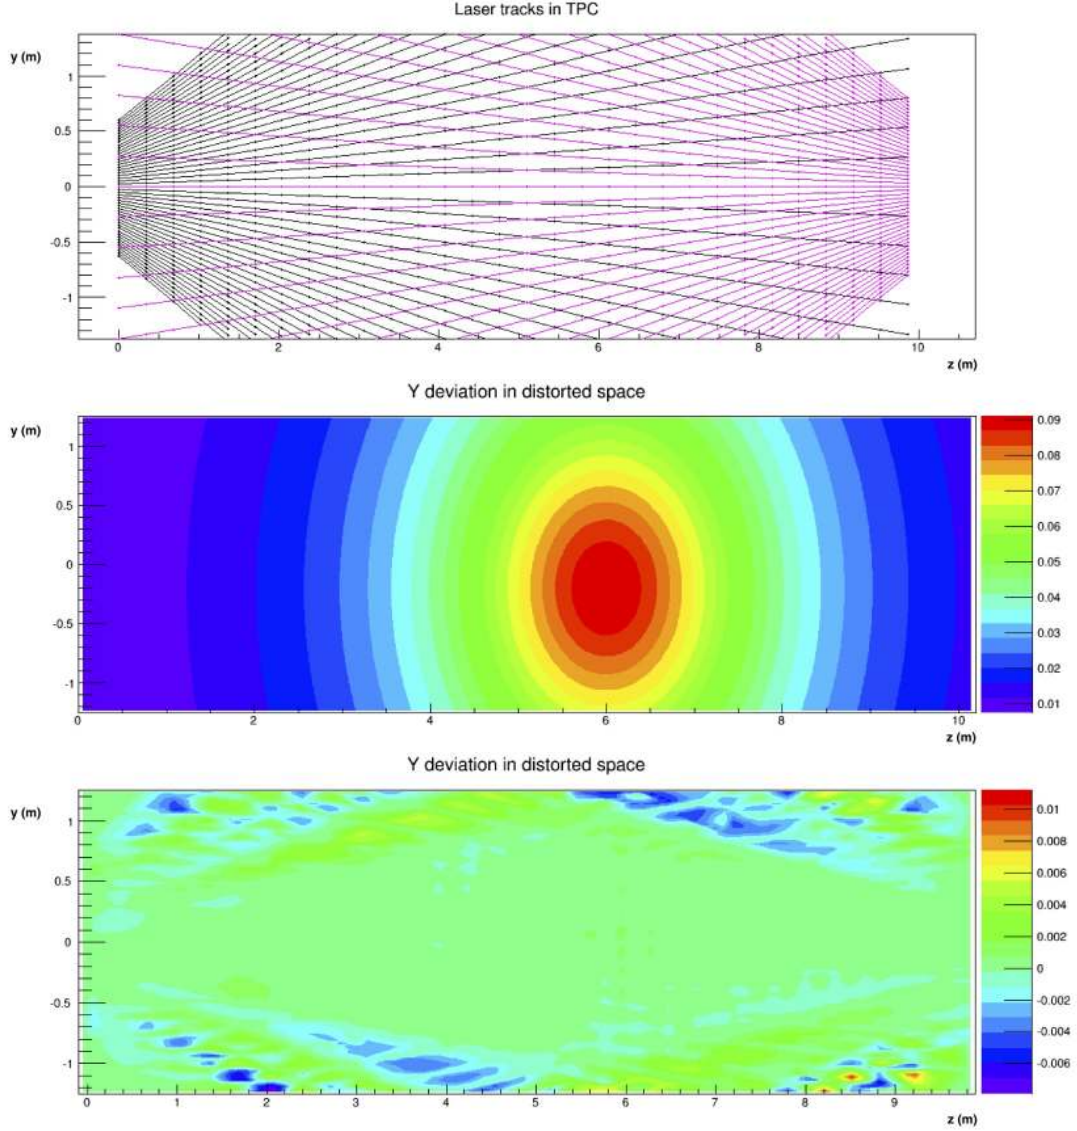 Laser tracks in TPC
y (m)
1
0.5
0
-0.5
-1
0 2 4 6 8 10
z (m)
Y deviation in distorted space
y (m)
1
0.5
0
-0.5
-1
0 2 4 6 8 10
z (m)
0.09
0.08
0.07
0.06
0.05
0.04
0.03
0.02
0.01
Y deviation in distorted space
y (m)
1
0.5
0
-0.5
-1
0 1 2 3 4 5 6 7 8 9
z (m)
0.01
0.008
0.006
0.004
0.002
0
-0.002
-0.004
-0.006